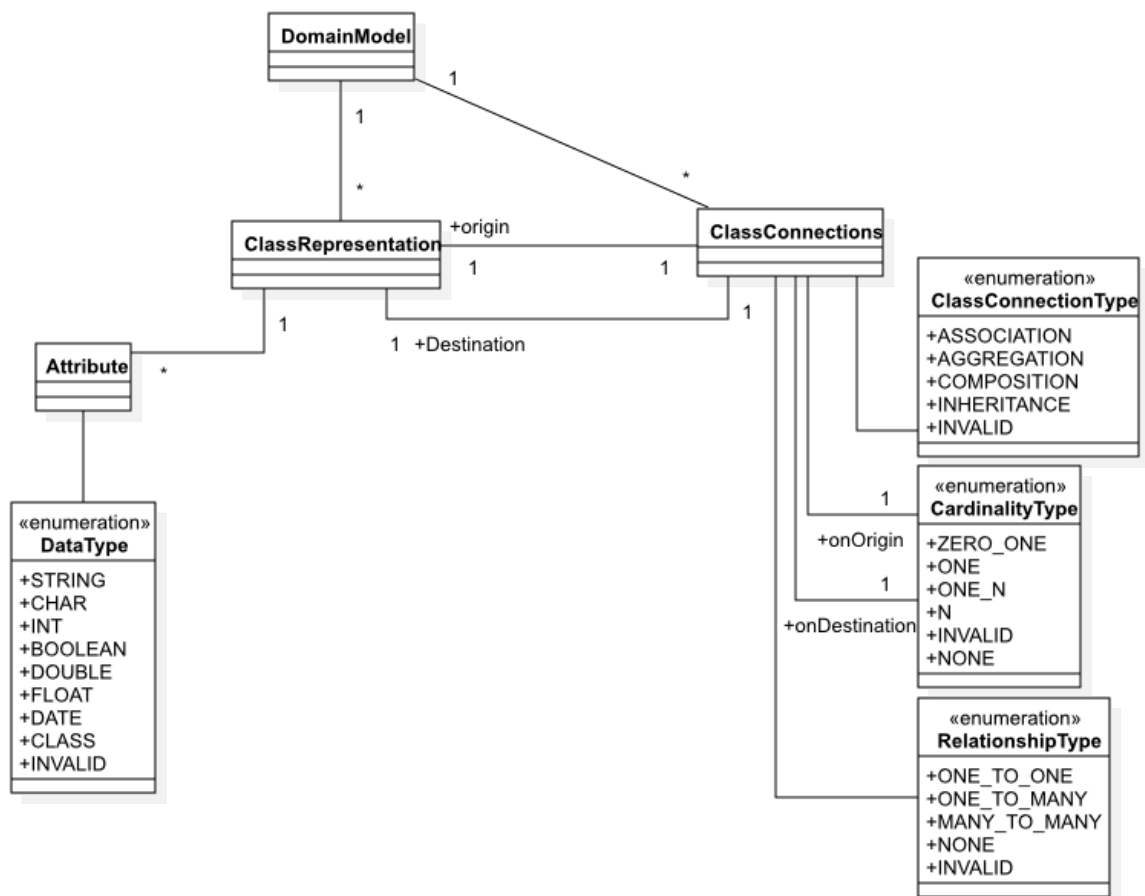 DomainModel
1
1
*
*
ClassRepresentation
+origin
1
1
ClassConnections
1
+Destination
1
1
*
Attribute
«enumeration»
DataType
+STRING
+CHAR
+INT
+BOOLEAN
+DOUBLE
+FLOAT
+DATE
+CLASS
+INVALID
«enumeration»
ClassConnectionType
+ASSOCIATION
+AGGREGATION
+COMPOSITION
+INHERITANCE
+INVALID
1
+onOrigin
1
+onDestination
«enumeration»
CardinalityType
+ZERO_ONE
+ONE
+ONE_N
+N
+INVALID
+NONE
«enumeration»
RelationshipType
+ONE_TO_ONE
+ONE_TO_MANY
+MANY_TO_MANY
+NONE
+INVALID